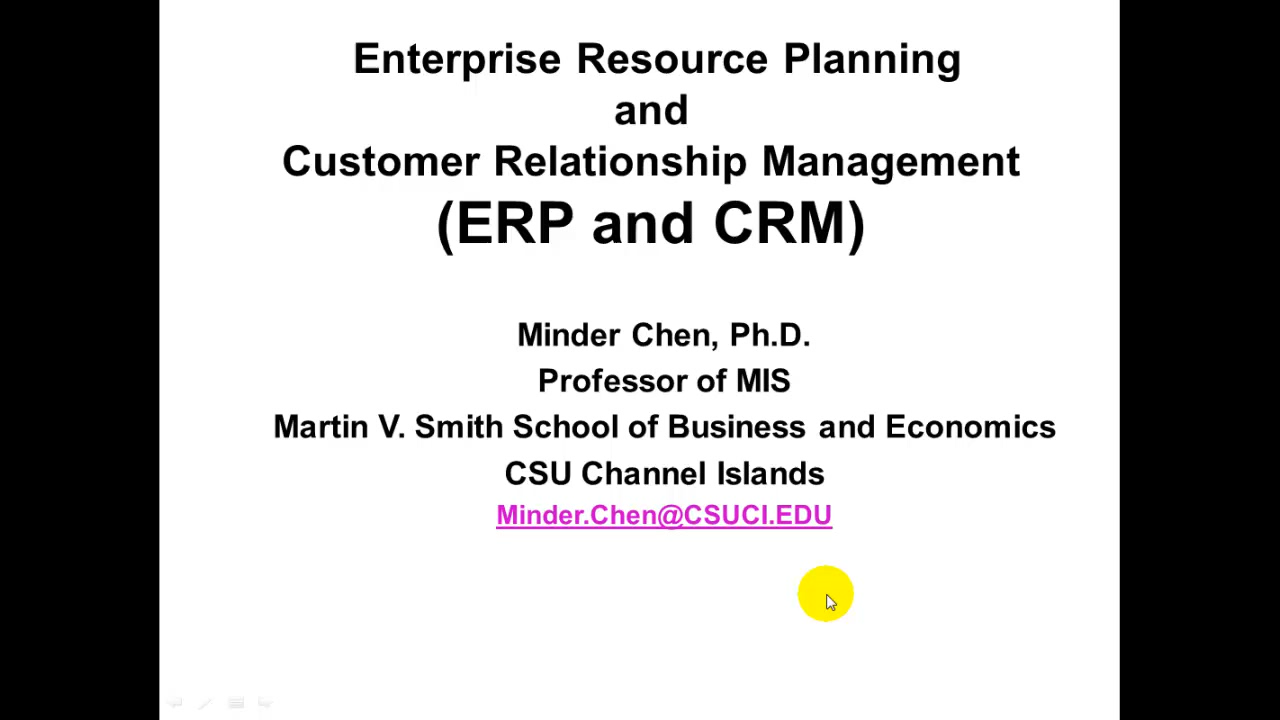 Enterprise Resource Planning
and
Customer Relationship Management
(ERP and CRM)
Minder Chen, Ph.D.
Professor of MIS
Martin V. Smith School of Business and Economics
CSU Channel Islands
Minder.Chen@CSUCI.EDU